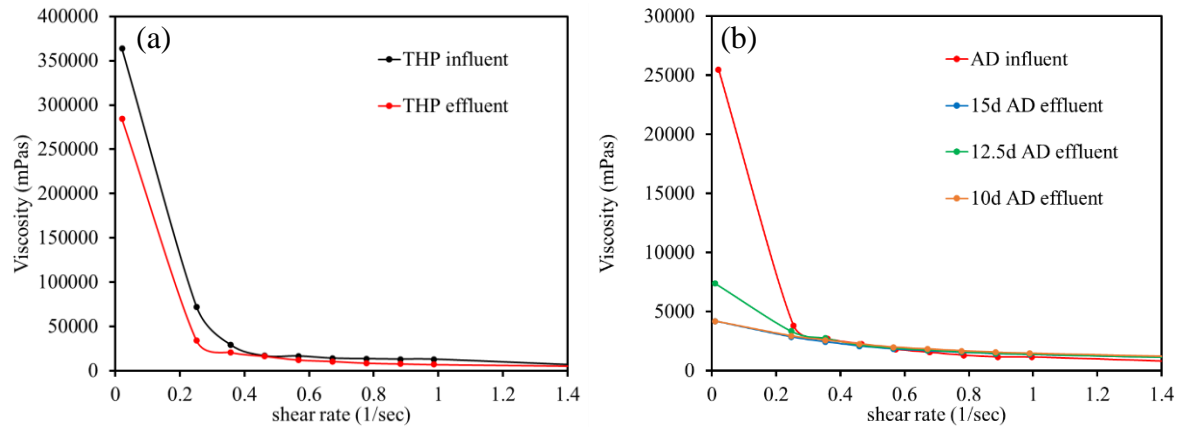 (a)
THP influent
THP effluent
Viscosity (mPas)
400000
350000
300000
250000
200000
150000
100000
50000
0
0 0.2 0.4 0.6 0.8 1 1.2 1.4
shear rate (1/sec)
(b)
AD influent
15d AD effluent
12.5d AD effluent
10d AD effluent
Viscosity (mPas)
30000
25000
20000
15000
10000
5000
0
0 0.2 0.4 0.6 0.8 1 1.2 1.4
shear rate (1/sec)